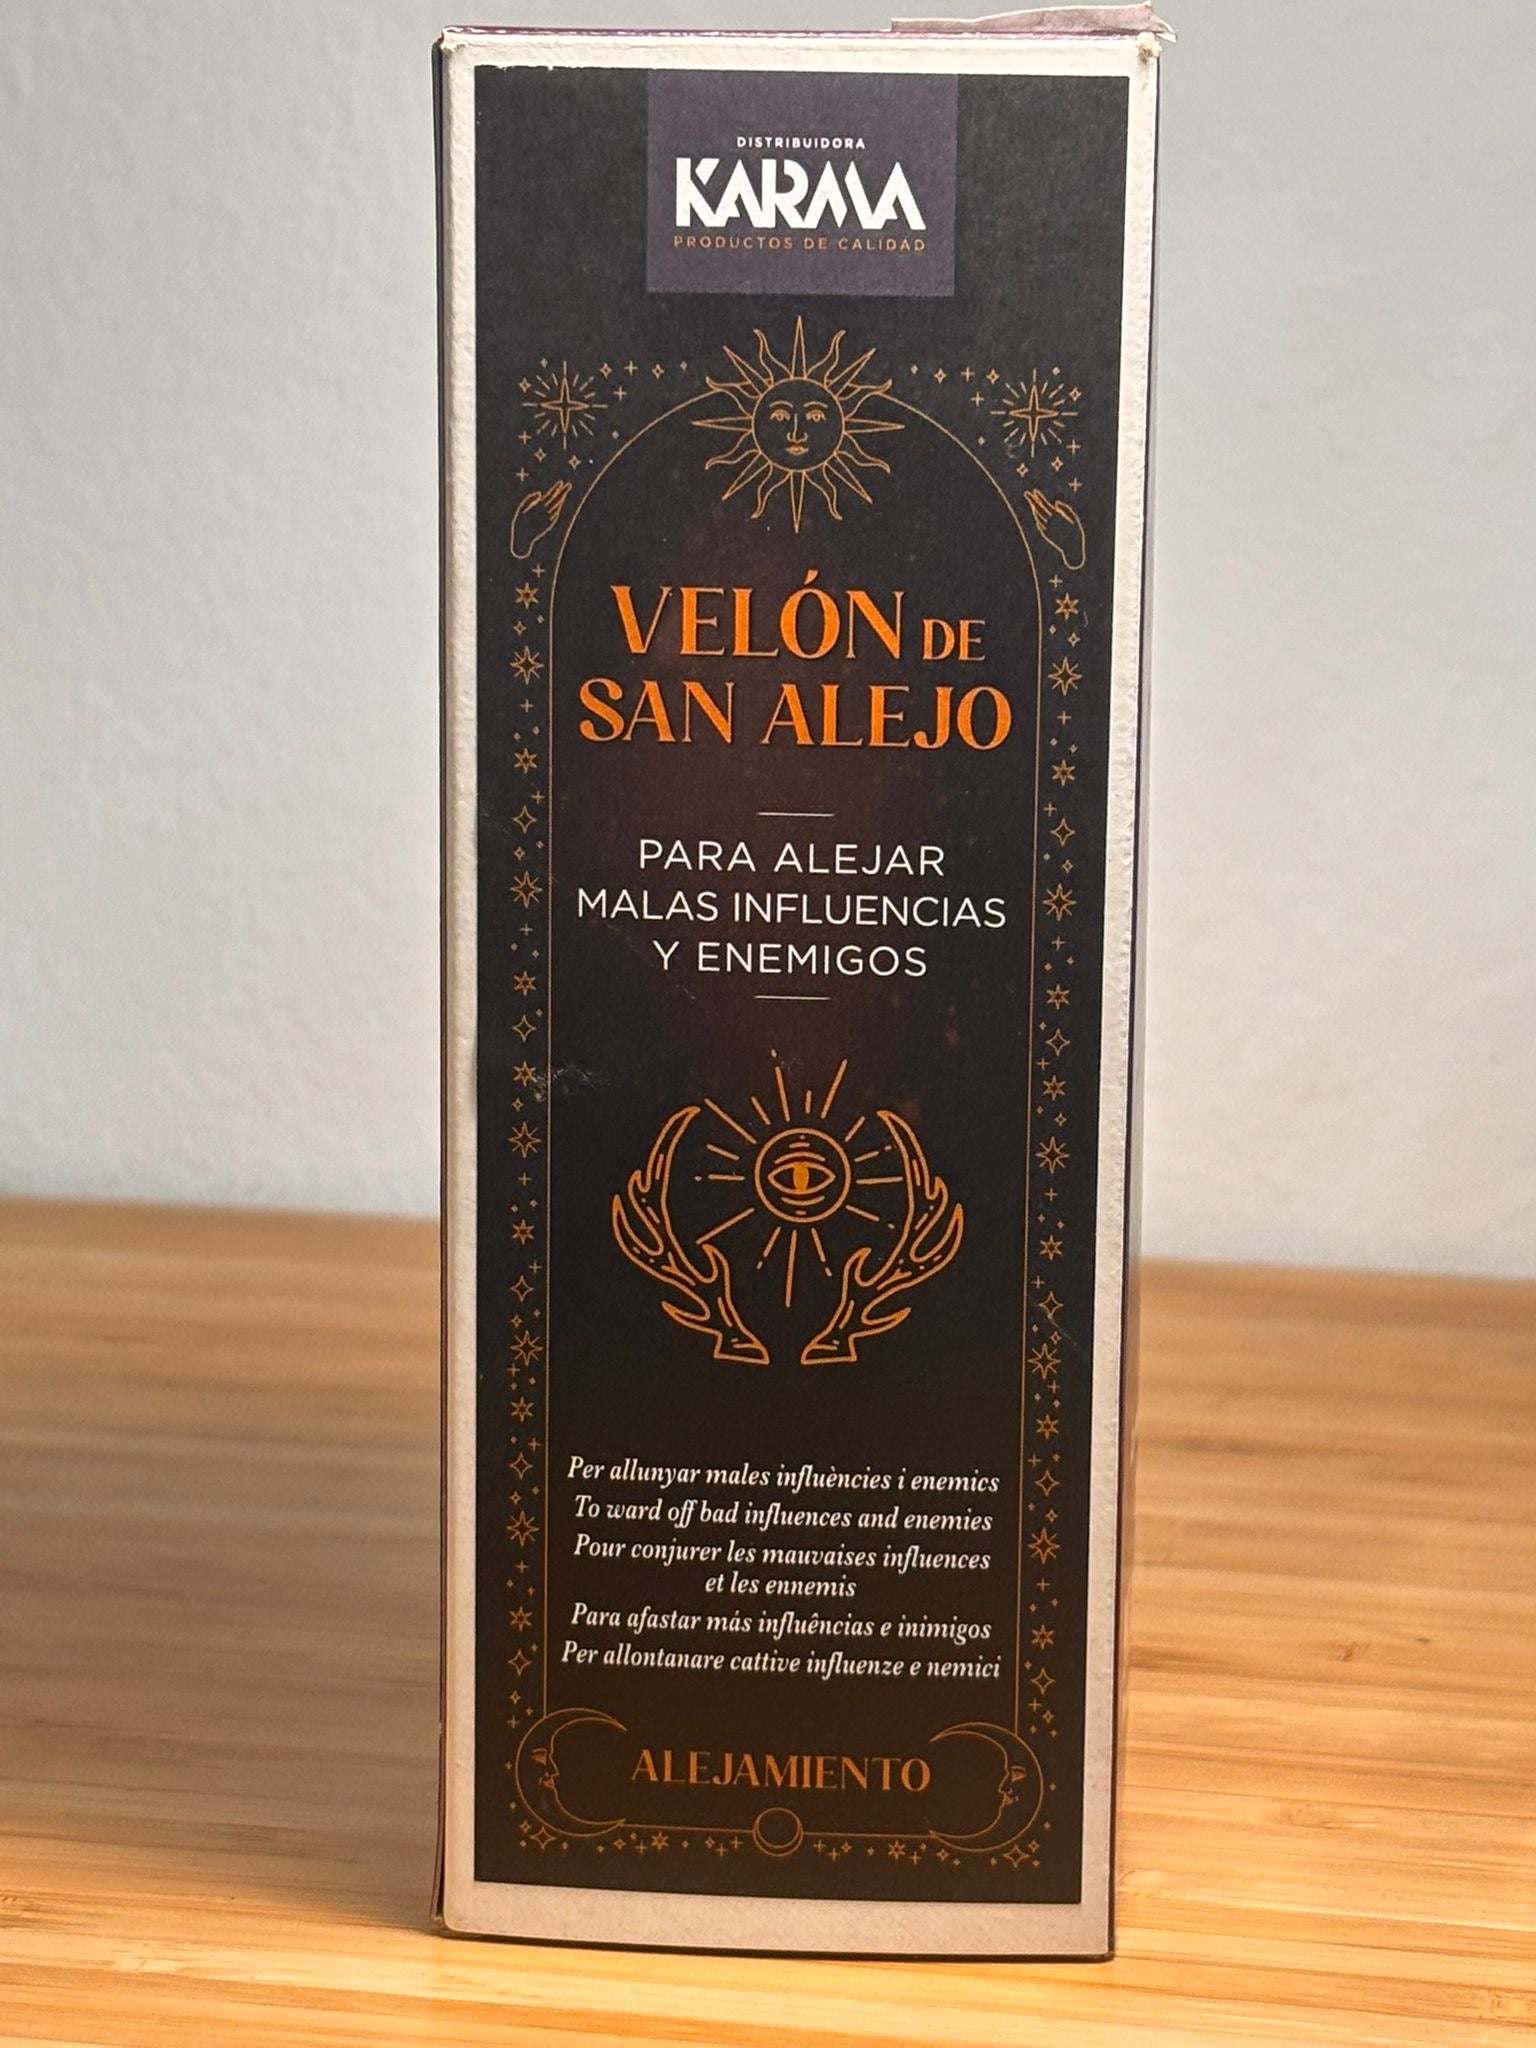 DISTRIBUIDORA
KARMA
PRODUCTOS DE CALIDAD
VELÓN DE
SAN ALEJO
PARA ALEJAR
MALAS INFLUENCIAS
Y ENEMIGOS
Per allunyar males influències i enemics
To ward off bad influences and enemies
Pour conjurer les mauvaises influences
et les ennemis
Para afastar más influências e inimigos
Per allontanare cattive influenze e nemici
ALEJAMIENTO